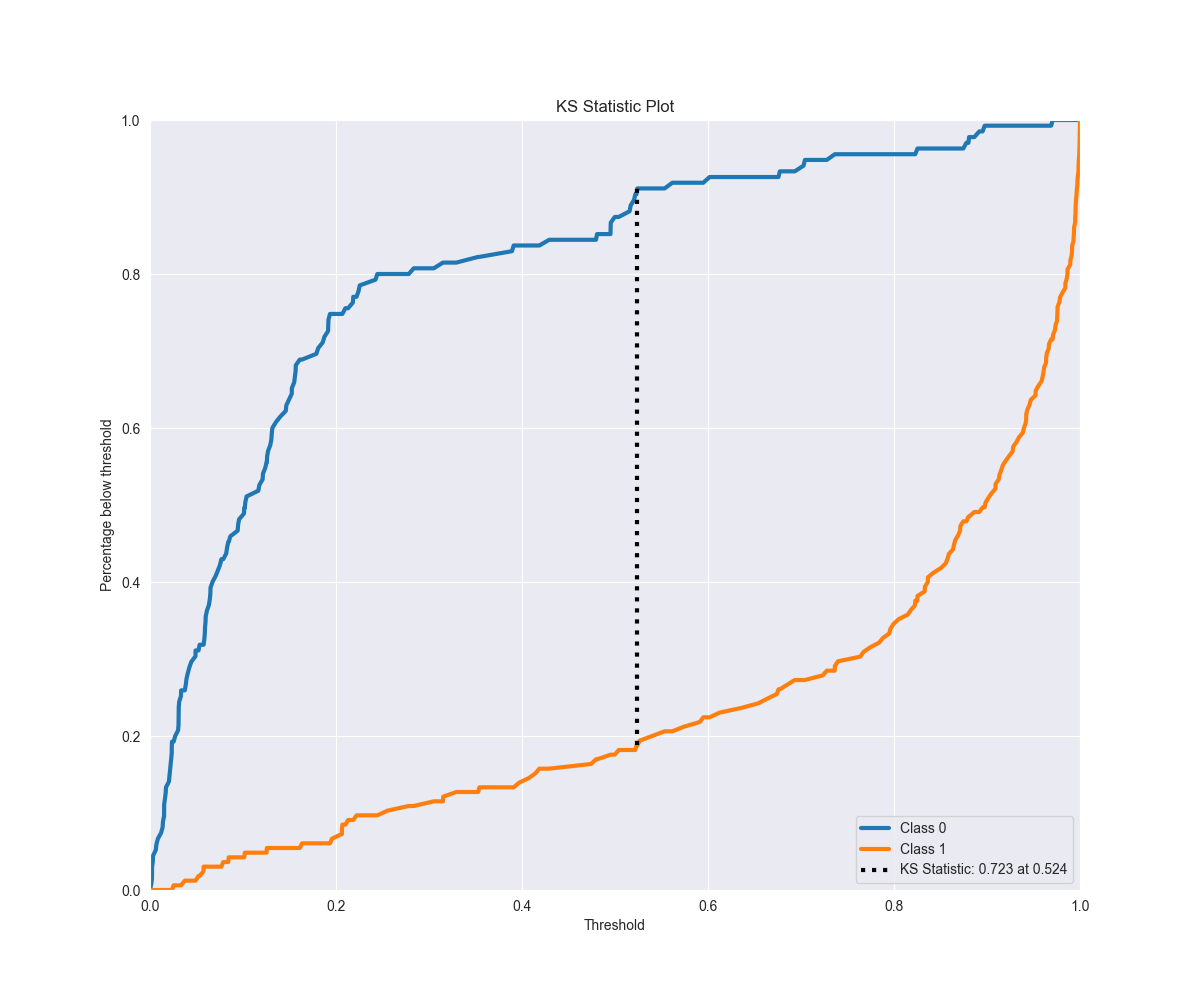 KS Statistic Plot
1.0
0.8
0.6
0.4
0.2
0.0
Percentage below threshold
0.0 0.2 0.4 0.6 0.8 1.0
Threshold
Class 0
Class 1
KS Statistic: 0.723 at 0.524